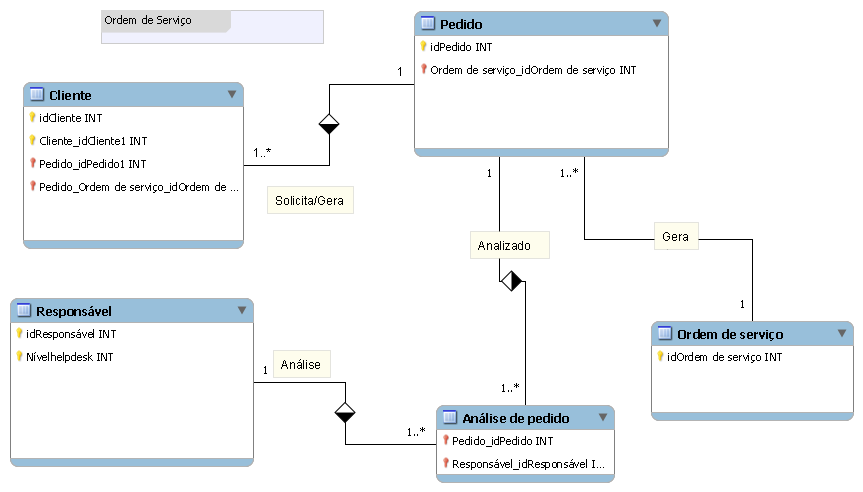 Ordem de Serviço
Pedido
idPedido INT
Ordem de serviço_idOrdem de serviço INT
1
Cliente
idCliente INT
Cliente_idCliente1 INT
Pedido_idPedido1 INT
Pedido_Ordem de serviço_idOrdem de ...
1..*
Solicita/Gera
1
1..*
Analizado
Gera
1
Responsável
idResponsável INT
Nívelhelpdesk INT
1
Análise
1..*
1..*
Ordem de serviço
idOrdem de serviço INT
Análise de pedido
Pedido_idPedido INT
Responsável_idResponsável I...